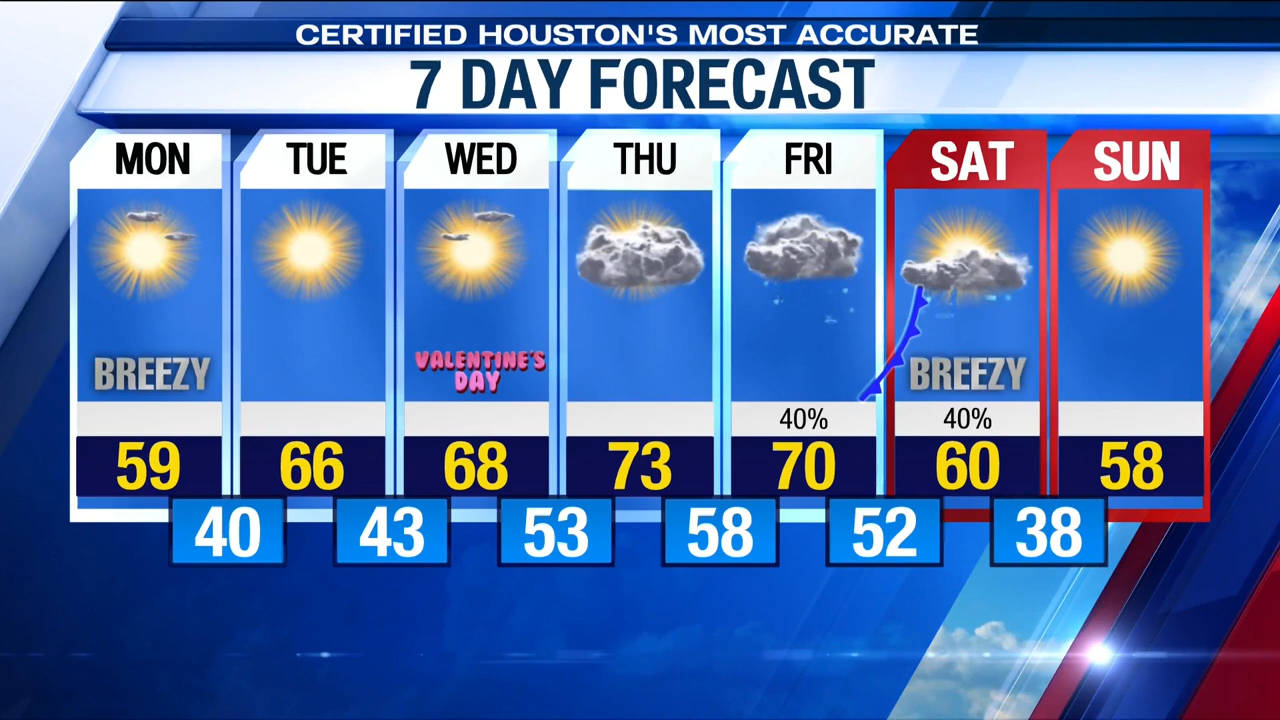 CERTIFIED HOUSTON'S MOST ACCURATE
7 DAY FORECAST
MON TUE WED THU FRI SAT SUN
VALENTINE'S
DAY
BREEZY BREEZY
40% 40%
59 66 68 73 70 60 58
40 43 53 58 52 38